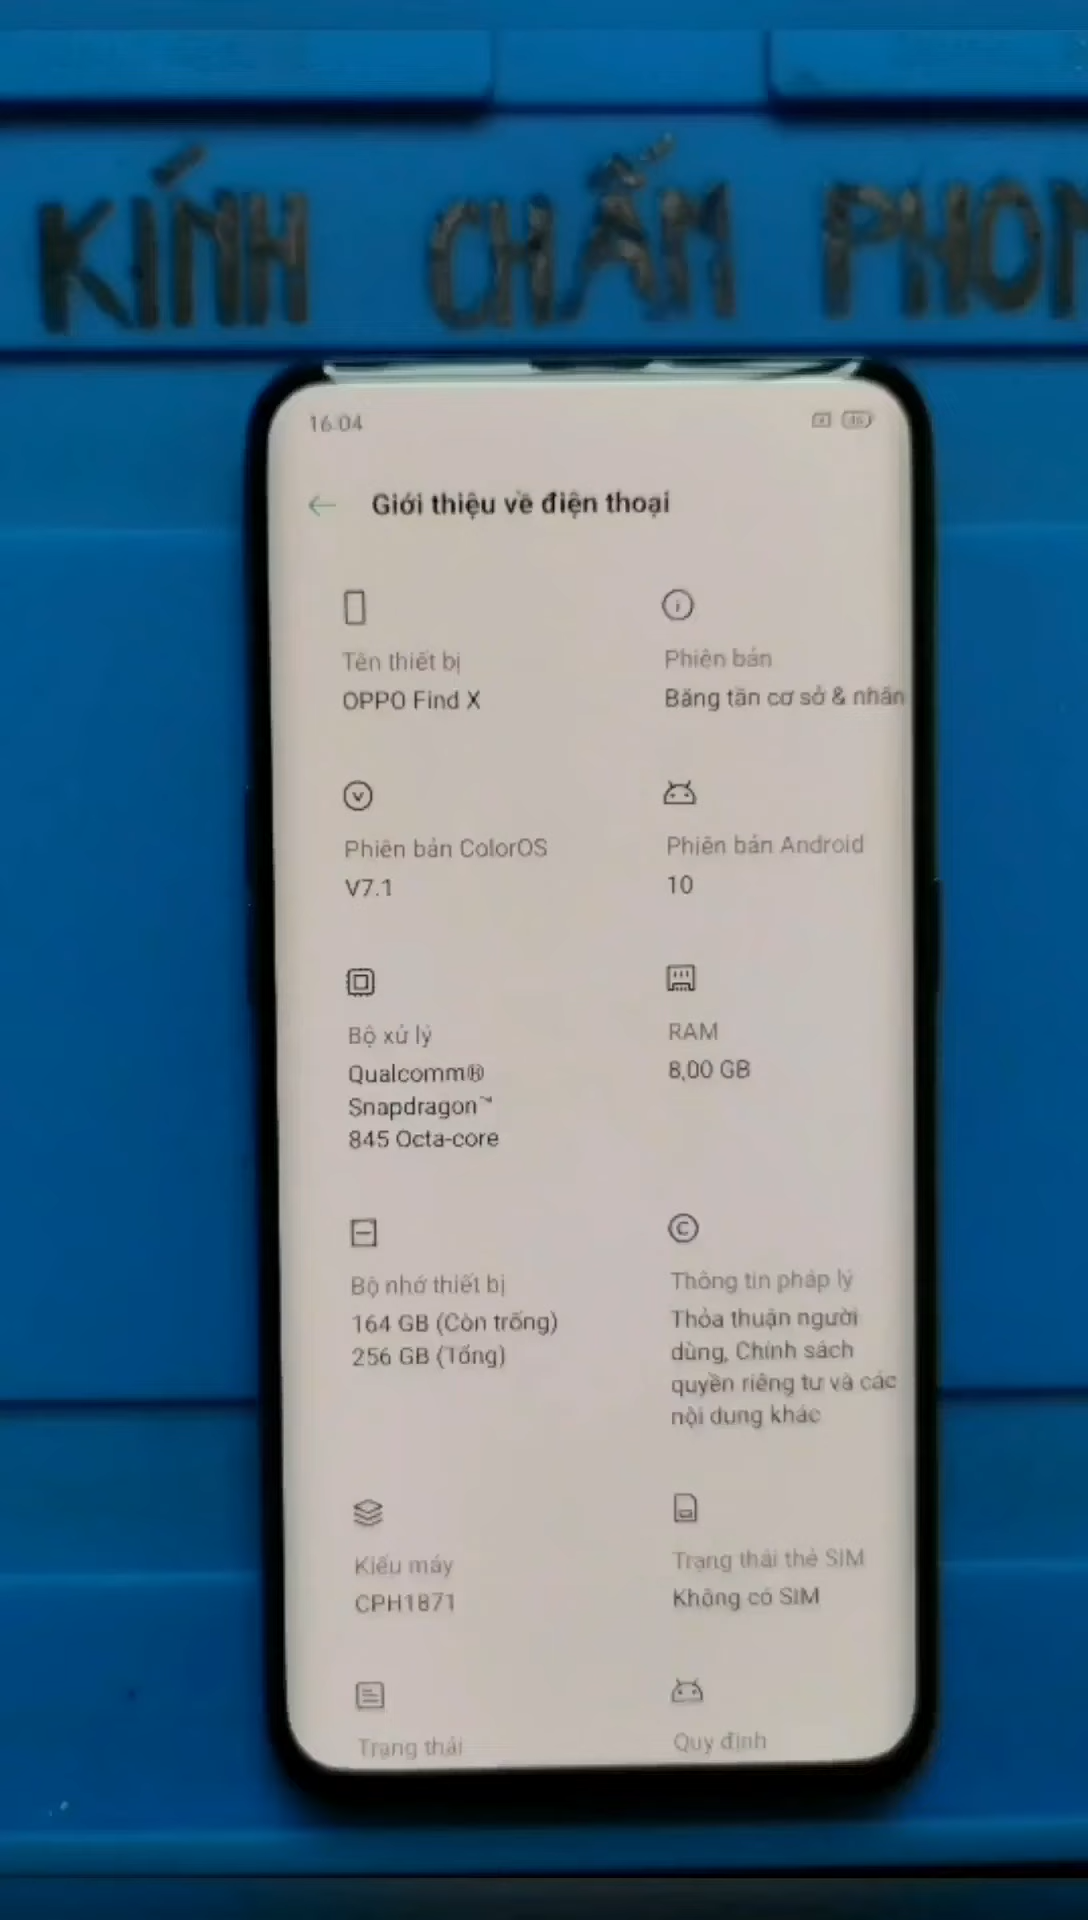 KÍNH CHẤM PHON
16:04
46
Giới thiệu về điện thoại
Tên thiết bị
OPPO Find X
Phiên bản
Băng tần cơ sở & nhân
Phiên bản ColorOS
V7.1
Phiên bản Android
10
Bộ xử lý
Qualcomm®
Snapdragon™
845 Octa-core
RAM
8,00 GB
Bộ nhớ thiết bị
164 GB (Còn trống)
256 GB (Tổng)
Thông tin pháp lý
Thỏa thuận người
dùng, Chính sách
quyền riêng tư và các
nội dung khác
Kiểu máy
CPH1871
Trạng thái thẻ SIM
Không có SIM
Trạng thái
Quy định